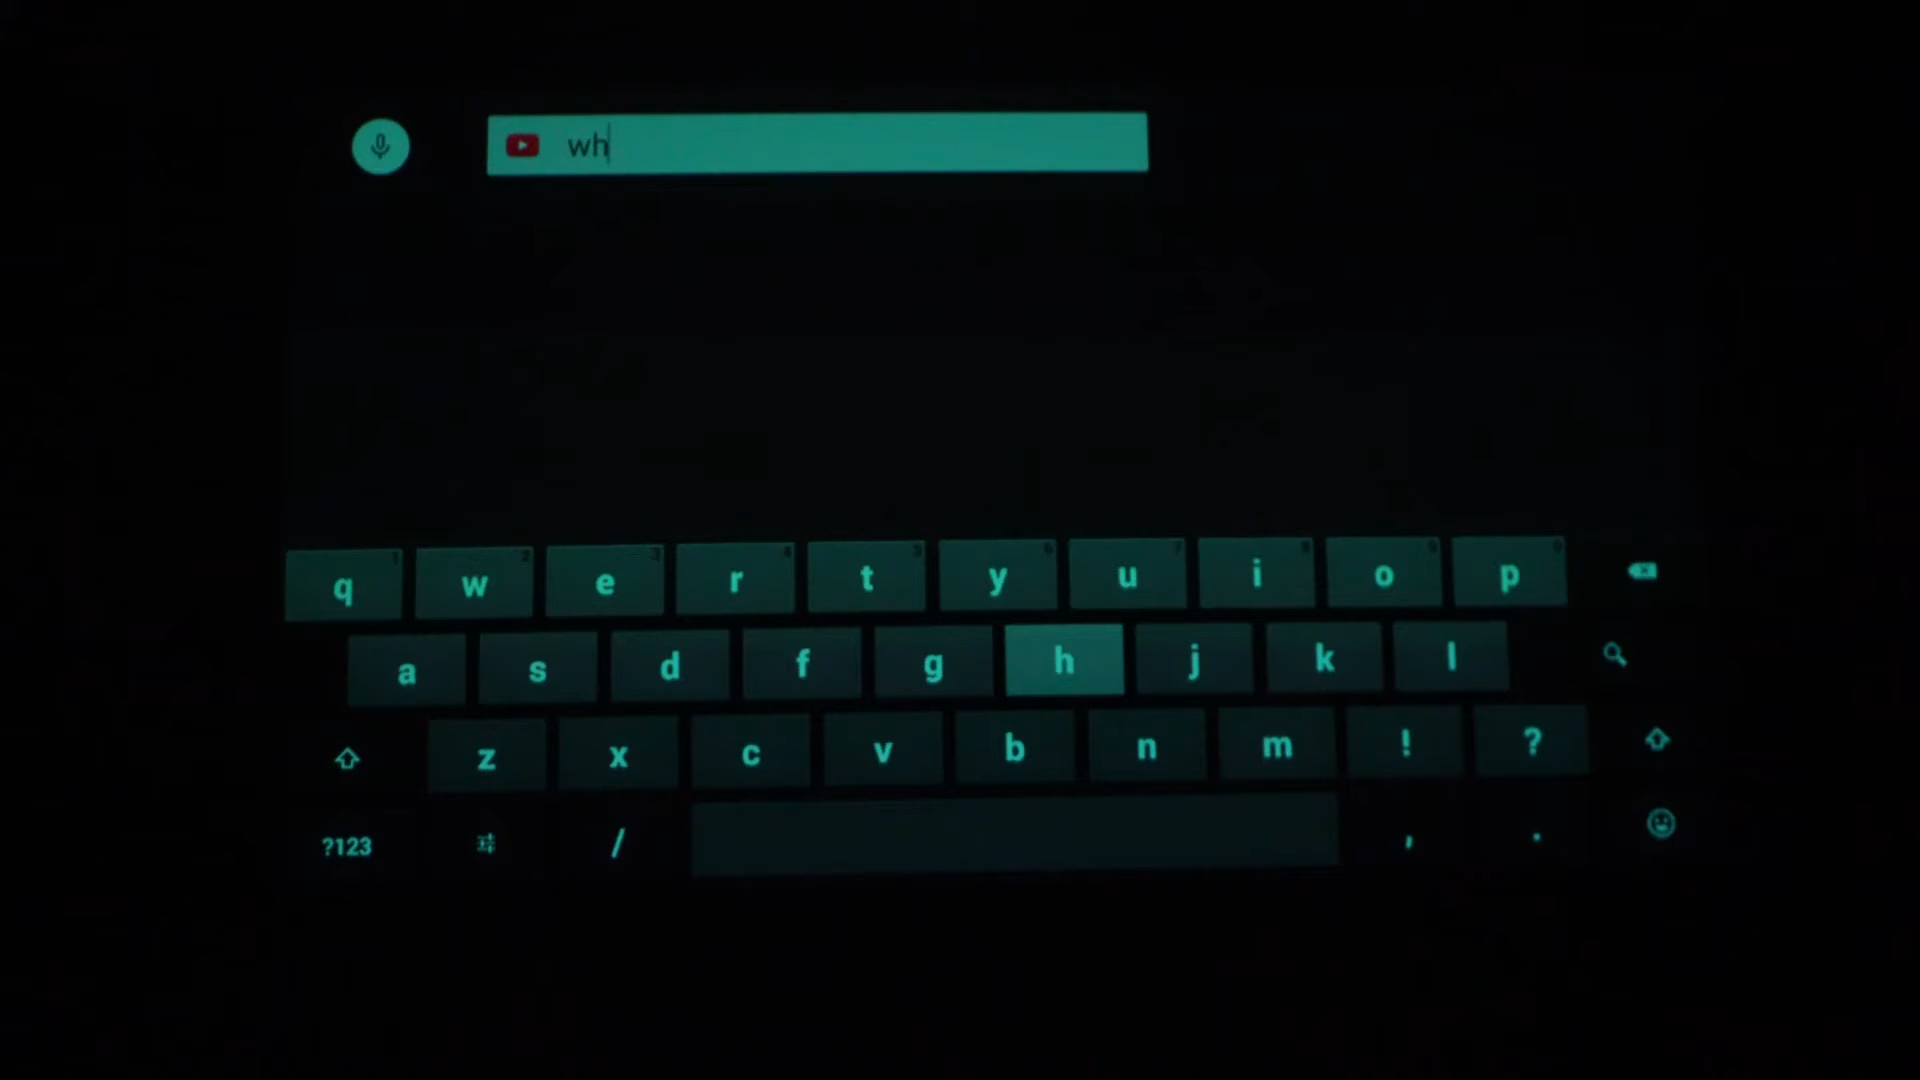 wh
q w e r t y u i o p
a s d f g h j k l
z x c v b n m ! ?
?123 / , .